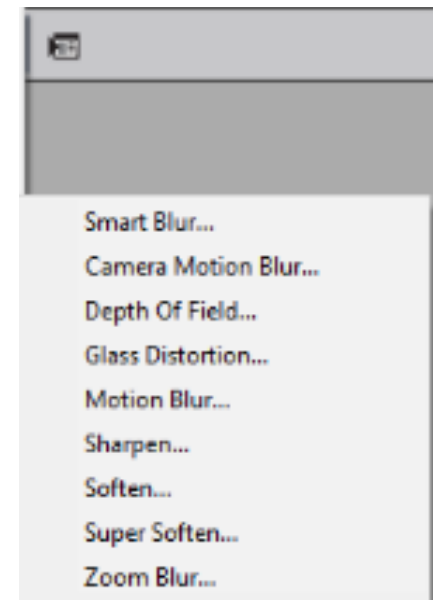 Smart Blur...
Camera Motion Blur...
Depth Of Field...
Glass Distortion...
Motion Blur...
Sharpen...
Soften...
Super Soften...
Zoom Blur...